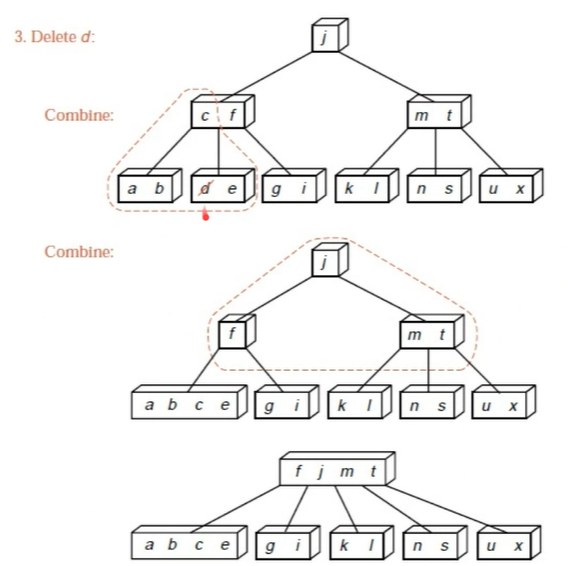 3. Delete d:
j
Combine:
c f
m t
a b
d e
g i
k l
n s
u x
Combine:
j
f
m t
a b c e
g i
k l
n s
u x
f j m t
a b c e
g i
k l
n s
u x